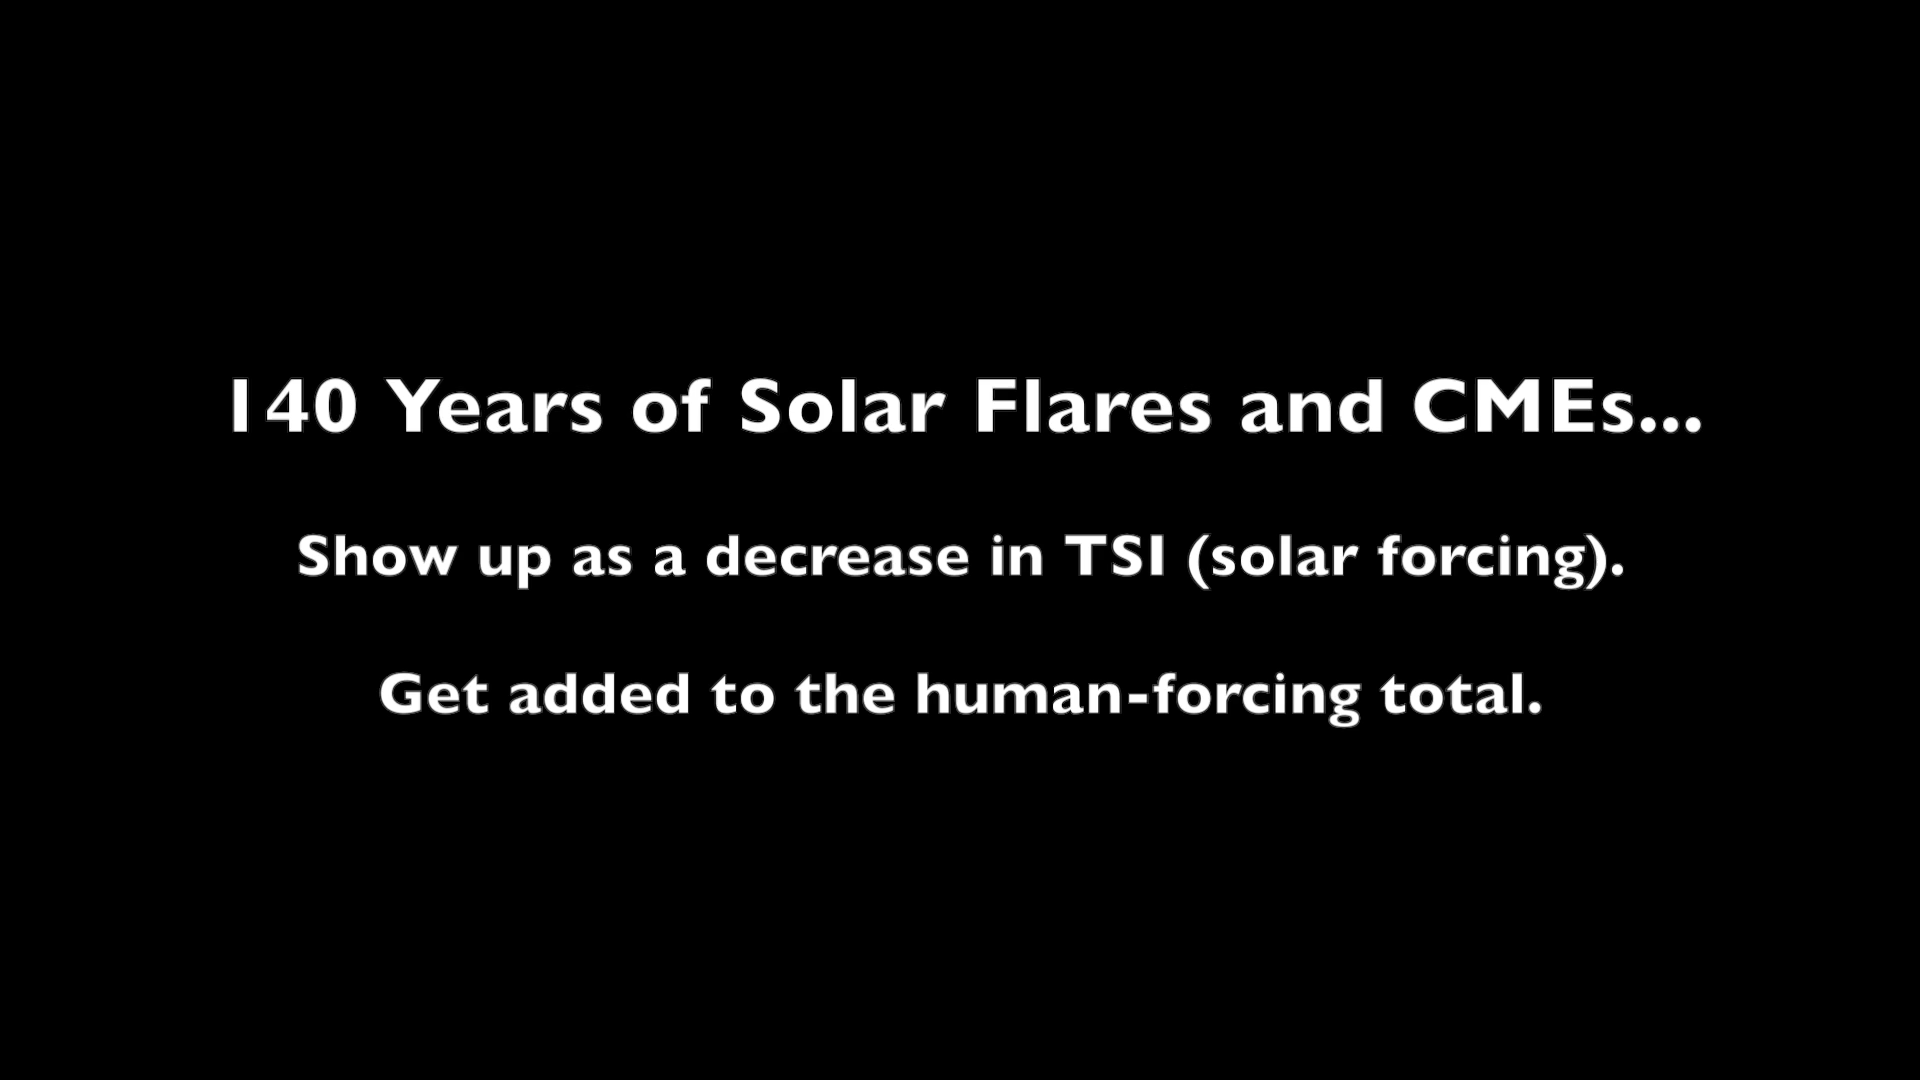 140 Years of Solar Flares and CMEs...
Show up as a decrease in TSI (solar forcing).
Get added to the human-forcing total.